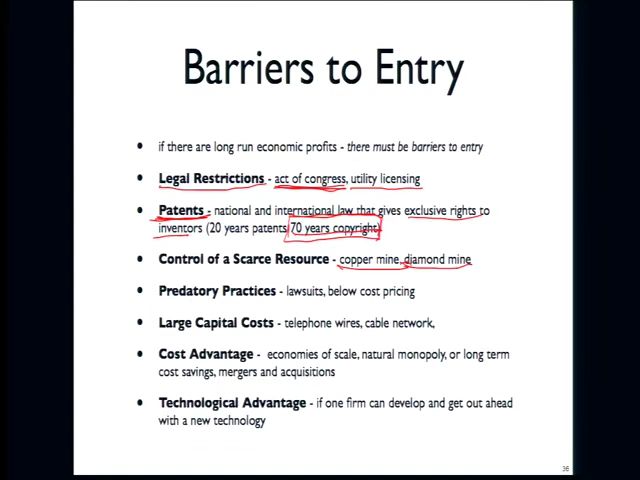 Barriers to Entry
• if there are long run economic profits - there must be barriers to entry
• Legal Restrictions - act of congress, utility licensing
• Patents - national and international law that gives exclusive rights to
inventors (20 years patents 70 years copyright)
• Control of a Scarce Resource - copper mine, diamond mine
• Predatory Practices - lawsuits, below cost pricing
• Large Capital Costs - telephone wires, cable network,
• Cost Advantage - economies of scale, natural monopoly, or long term
cost savings, mergers and acquisitions
• Technological Advantage - if one firm can develop and get out ahead
with a new technology
36